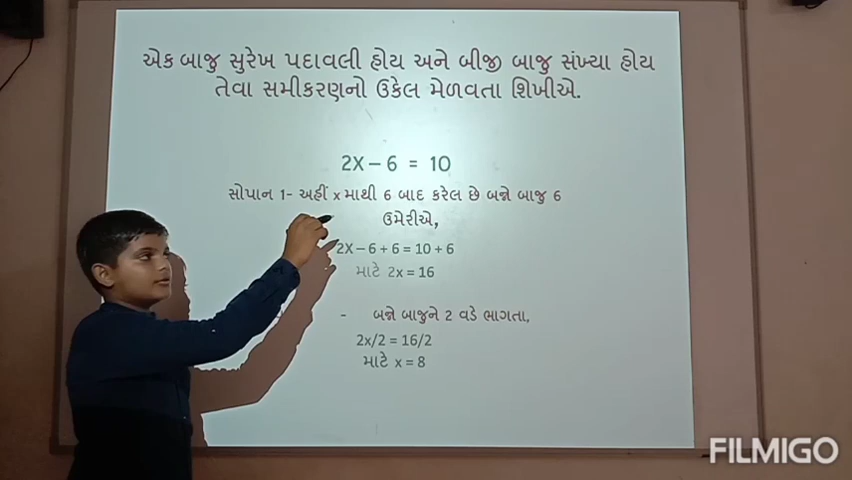 એક બાજુ સુરેખ પદાવલી હોય અને બીજી બાજુ સંખ્યા હોય
તેવા સમીકરણનો ઉકેલ મેળવતા શિખીએ.
2X – 6 = 10
સોપાન 1- અહીં x માથી 6 બાદ કરેલ છે બન્ને બાજુ 6
ઉમેરીએ,
2X – 6 + 6 = 10 + 6
માટે 2x = 16
- બન્ને બાજુને 2 વડે ભાગતા,
2x/2 = 16/2
માટે x = 8
FILMIGO